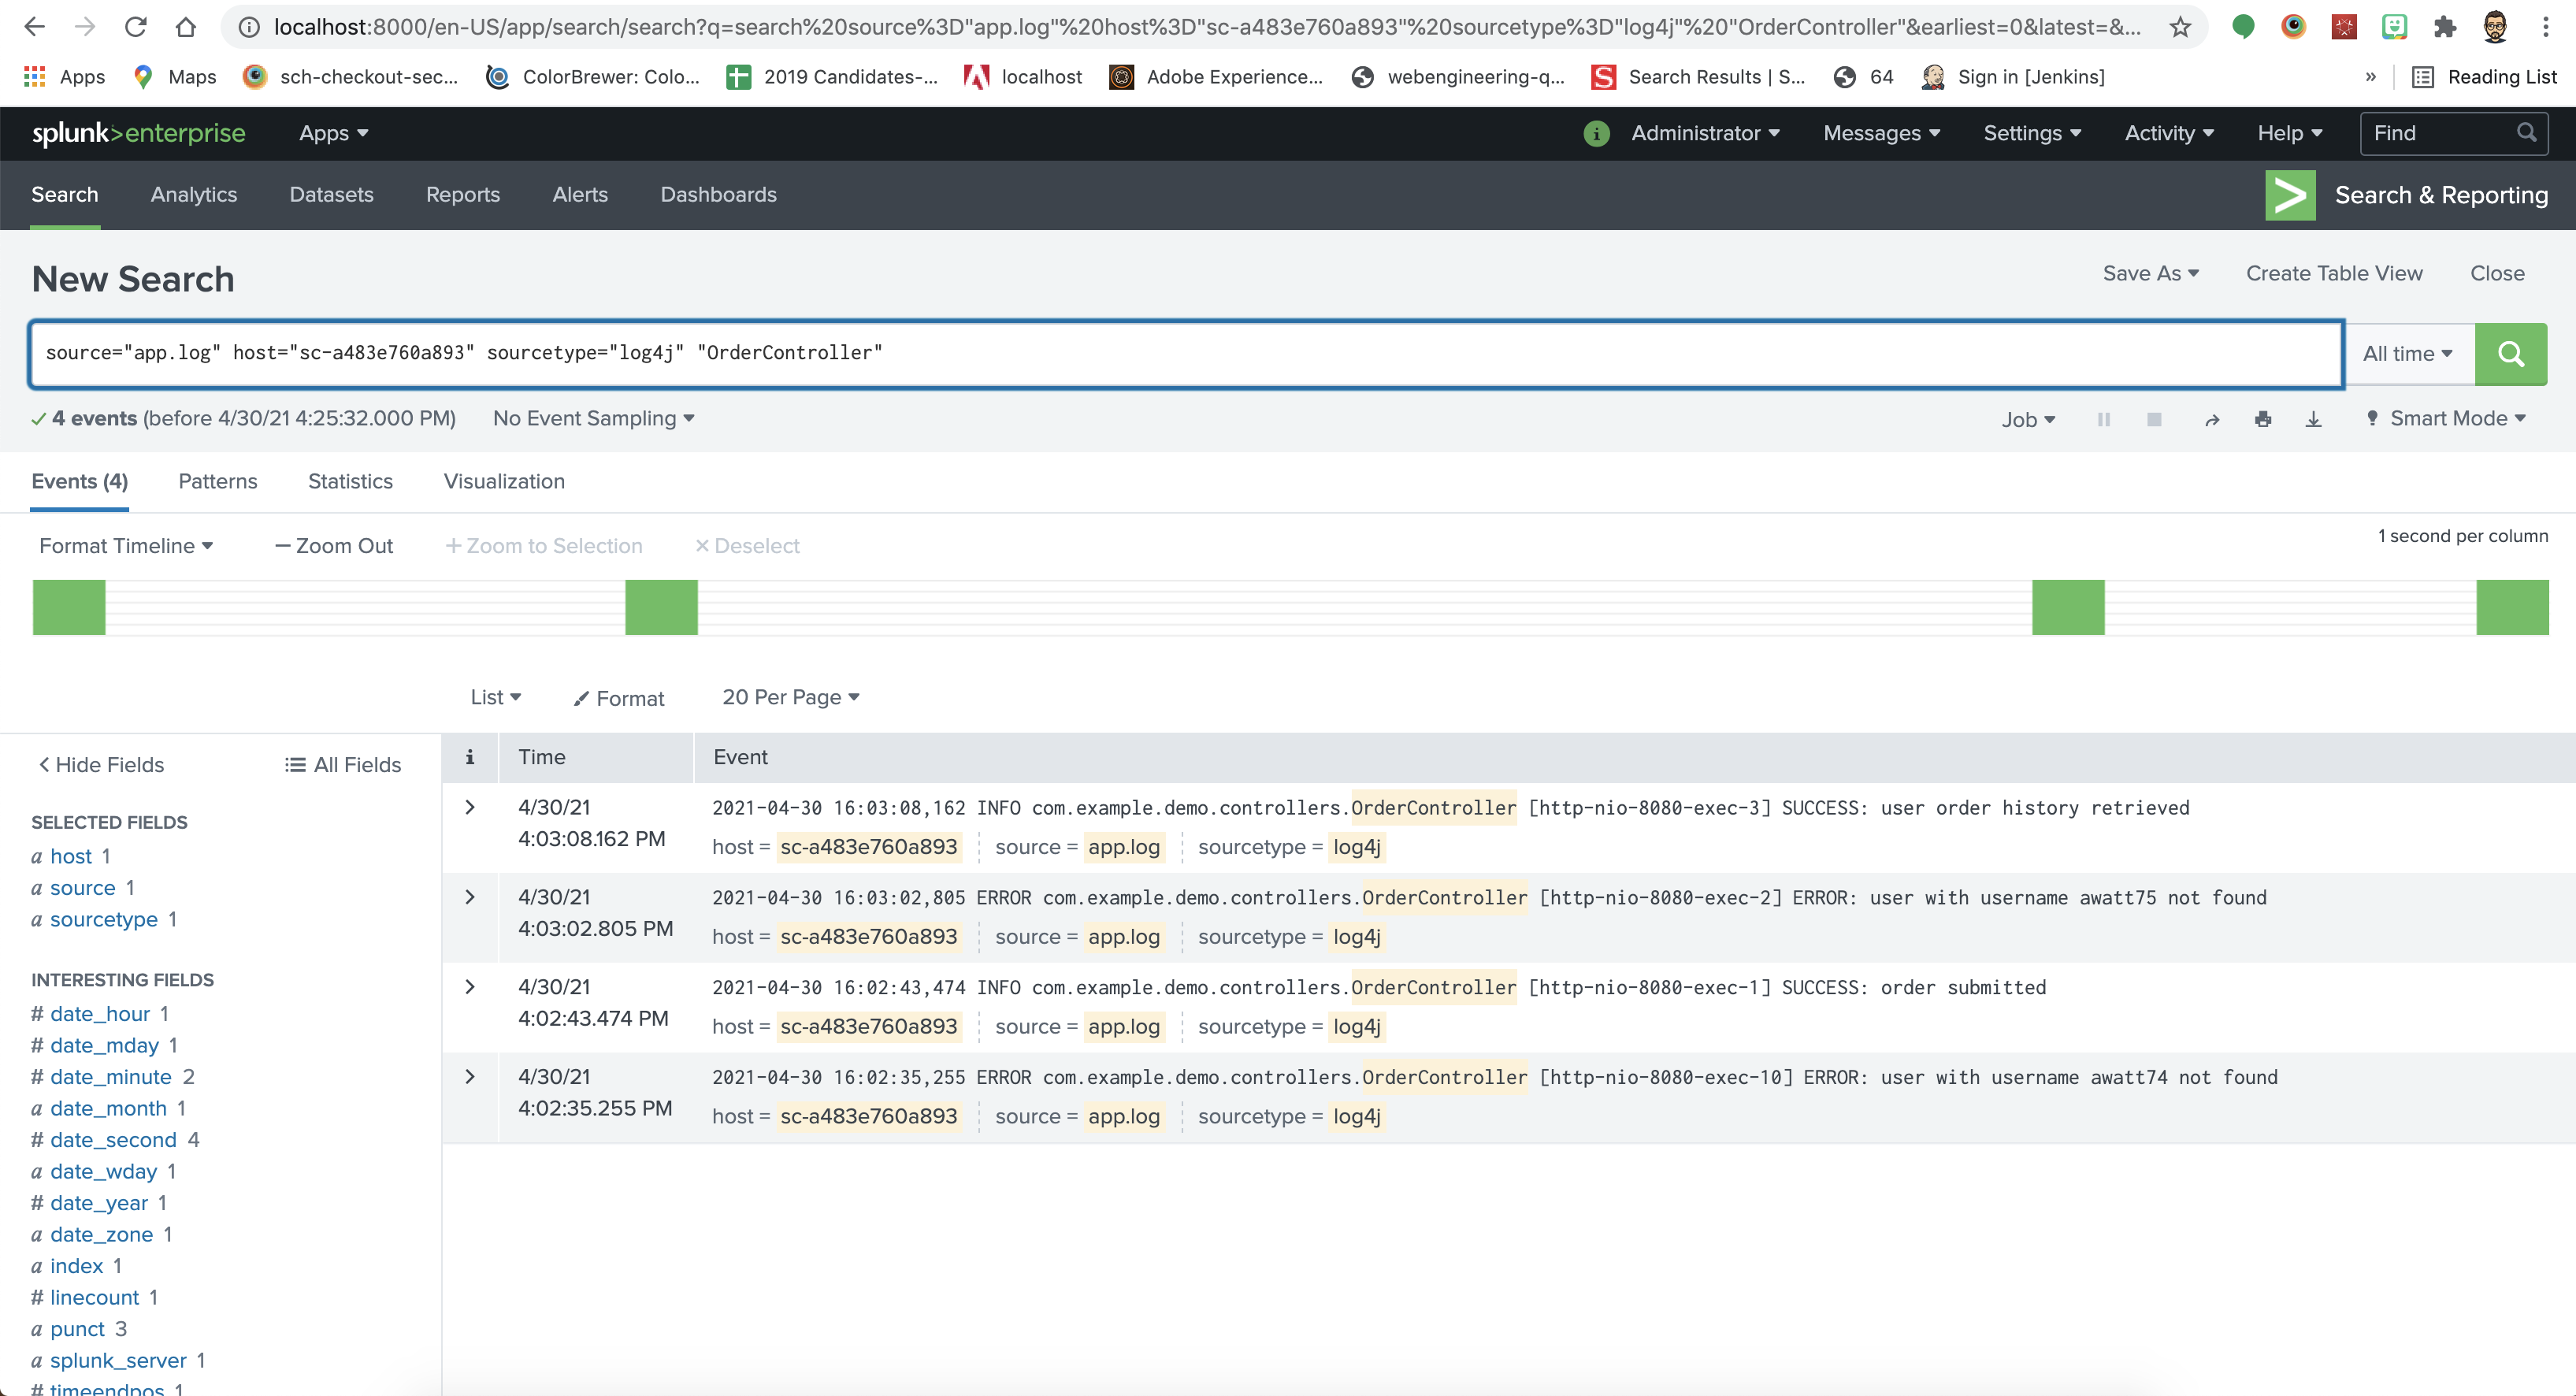 localhost:8000/en-US/app/search/search?q=search%20source%3D"app.log"%20host%3D"sc-a483e760a893"%20sourcetype%3D"log4j"%20"OrderController"&earliest=0&latest=&...
Apps Maps sch-checkout-sec... ColorBrewer: Colo... 2019 Candidates-... localhost Adobe Experience... webengineering-q... Search Results | S... 64 Sign in [Jenkins] » Reading List
splunk>enterprise Apps Administrator Messages Settings Activity Help Find
Search Analytics Datasets Reports Alerts Dashboards Search & Reporting
New Search Save As Create Table View Close
source="app.log" host="sc-a483e760a893" sourcetype="log4j" "OrderController" All time
4 events (before 4/30/21 4:25:32.000 PM) No Event Sampling Job Smart Mode
Events (4) Patterns Statistics Visualization
Format Timeline — Zoom Out + Zoom to Selection × Deselect 1 second per column
List Format 20 Per Page
< Hide Fields All Fields
SELECTED FIELDS
a host 1
a source 1
a sourcetype 1
INTERESTING FIELDS
# date_hour 1
# date_mday 1
# date_minute 2
a date_month 1
# date_second 4
a date_wday 1
# date_year 1
a date_zone 1
a index 1
# linecount 1
a punct 3
a splunk_server 1
# timeendpos 1
i Time Event
> 4/30/21 2021-04-30 16:03:08,162 INFO com.example.demo.controllers.OrderController [http-nio-8080-exec-3] SUCCESS: user order history retrieved
4:03:08.162 PM host = sc-a483e760a893 source = app.log sourcetype = log4j
> 4/30/21 2021-04-30 16:03:02,805 ERROR com.example.demo.controllers.OrderController [http-nio-8080-exec-2] ERROR: user with username awatt75 not found
4:03:02.805 PM host = sc-a483e760a893 source = app.log sourcetype = log4j
> 4/30/21 2021-04-30 16:02:43,474 INFO com.example.demo.controllers.OrderController [http-nio-8080-exec-1] SUCCESS: order submitted
4:02:43.474 PM host = sc-a483e760a893 source = app.log sourcetype = log4j
> 4/30/21 2021-04-30 16:02:35,255 ERROR com.example.demo.controllers.OrderController [http-nio-8080-exec-10] ERROR: user with username awatt74 not found
4:02:35.255 PM host = sc-a483e760a893 source = app.log sourcetype = log4j